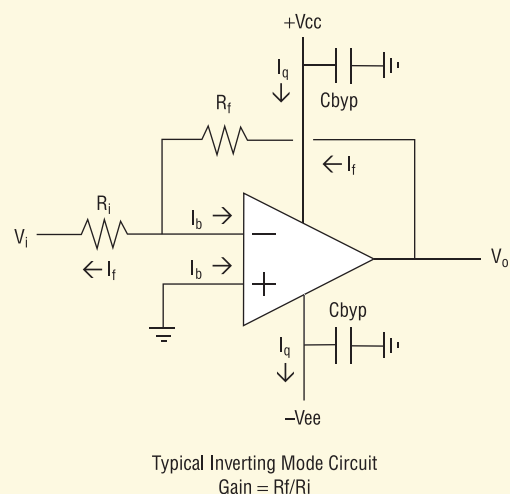 +Vcc
Iq
Cbyp
Rf
If
Ri
Ib
Vi
−
Vo
If
Ib
+
Cbyp
Iq
−Vee
Typical Inverting Mode Circuit
Gain = Rf/Ri